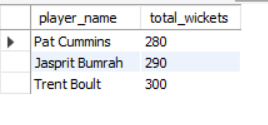 player_name total_wickets
Pat Cummins 280
Jasprit Bumrah 290
Trent Boult 300